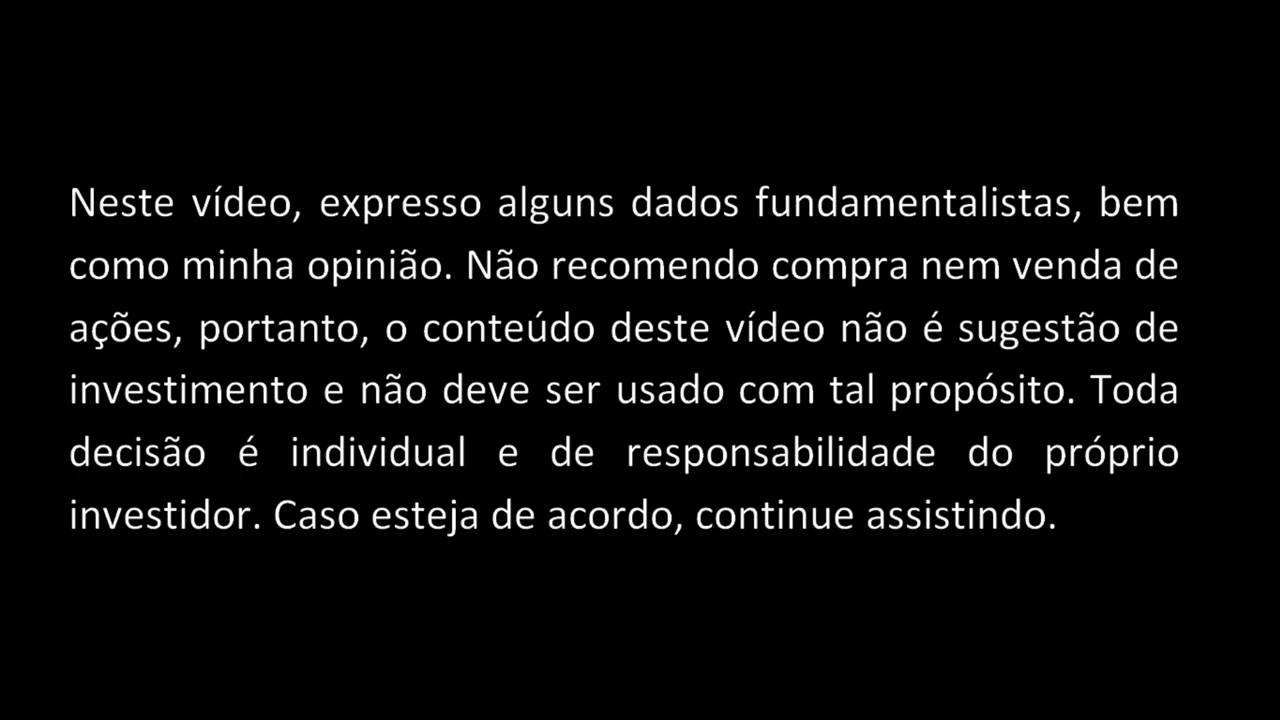 Neste vídeo, expresso alguns dados fundamentalistas, bem
como minha opinião. Não recomendo compra nem venda de
ações, portanto, o conteúdo deste vídeo não é sugestão de
investimento e não deve ser usado com tal propósito. Toda
decisão é individual e de responsabilidade do próprio
investidor. Caso esteja de acordo, continue assistindo.